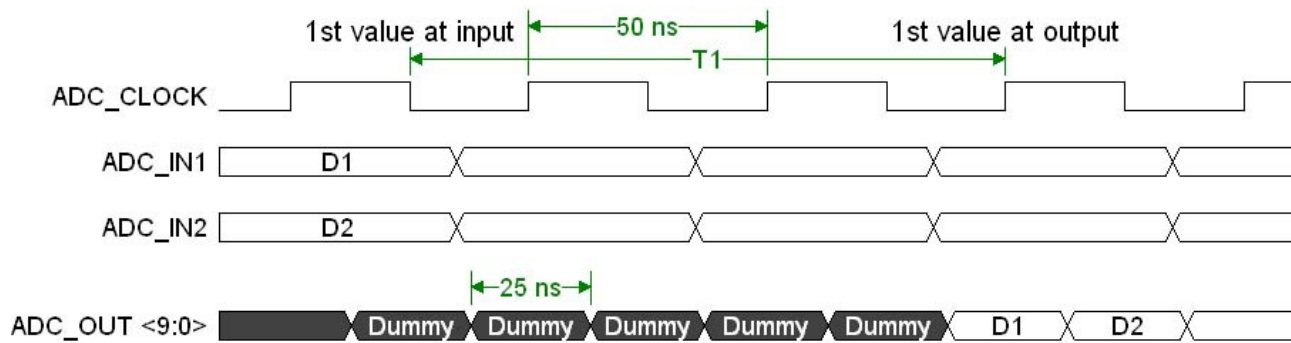 1st value at input
50 ns
1st value at output
T1
ADC_CLOCK
ADC_IN1 D1
ADC_IN2 D2
25 ns
ADC_OUT <9:0> Dummy Dummy Dummy Dummy Dummy D1 D2